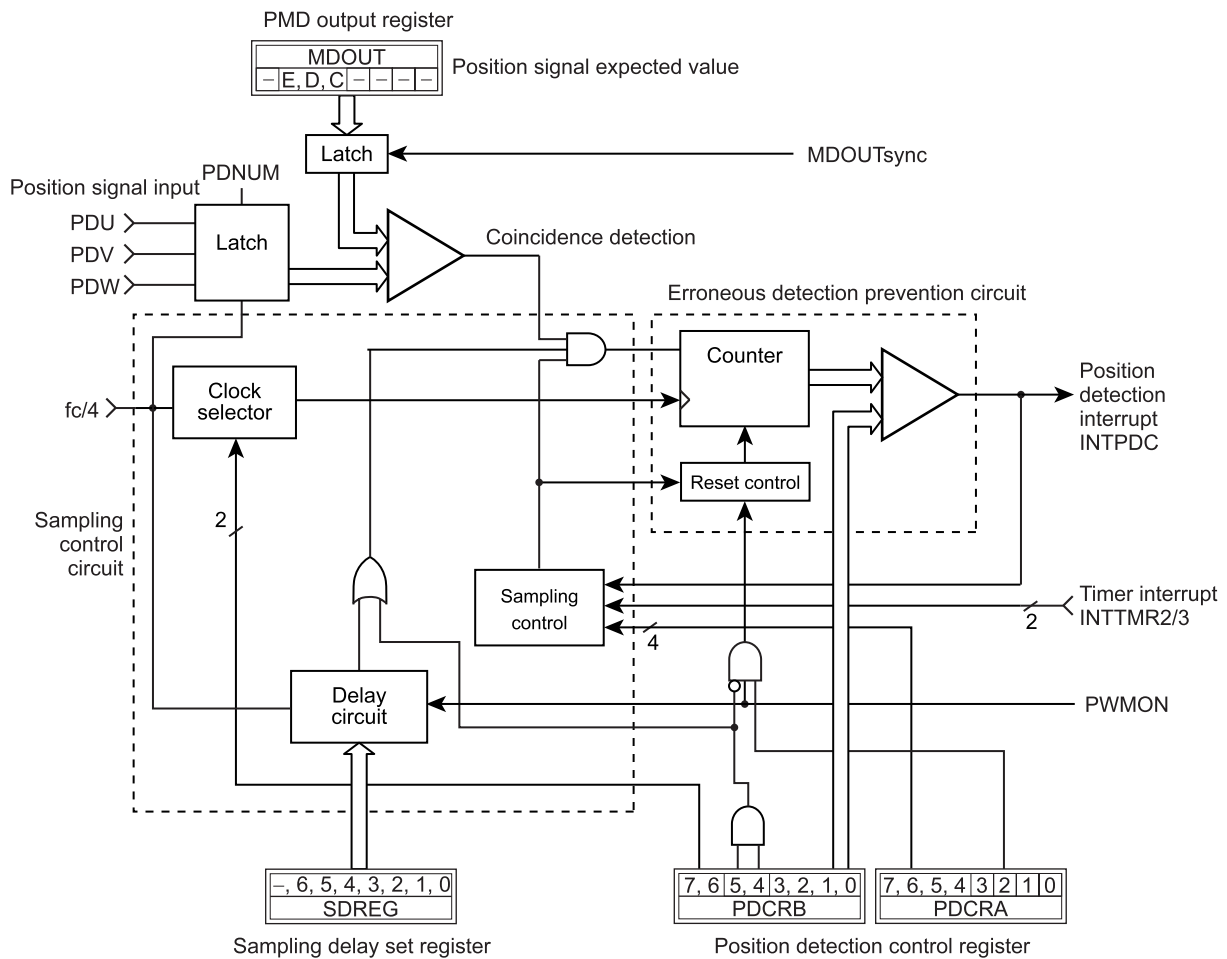 PMD output register
MDOUT
– E, D, C – – – –
Position signal expected value
Latch
MDOUTsync
PDNUM
Position signal input
PDU
PDV
PDW
Latch
Coincidence detection
Erroneous detection prevention circuit
Counter
Clock
selector
fc/4
Position
detection
interrupt
INTPDC
Reset control
2
Sampling
control
circuit
Sampling
control
Timer interrupt
INTTMR2/3
2
4
Delay
circuit
PWMON
–, 6, 5, 4, 3, 2, 1, 0
SDREG
7, 6 5, 4 3, 2, 1, 0
PDCRB
7, 6, 5, 4 3 2 1 0
PDCRA
Sampling delay set register
Position detection control register